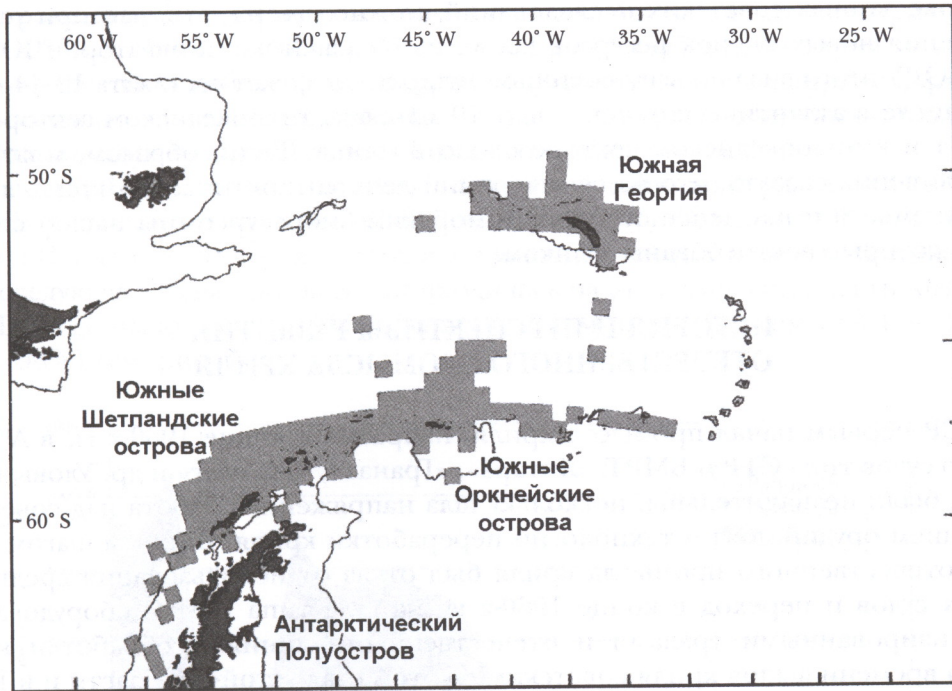 60° W
55° W
50° W
45° W
40° W
35° W
30° W
50° S
Южная
Георгия
Южные
Шетландские
острова
Южные
Оркнейские
острова
60° S
Антарктический
Полуостров